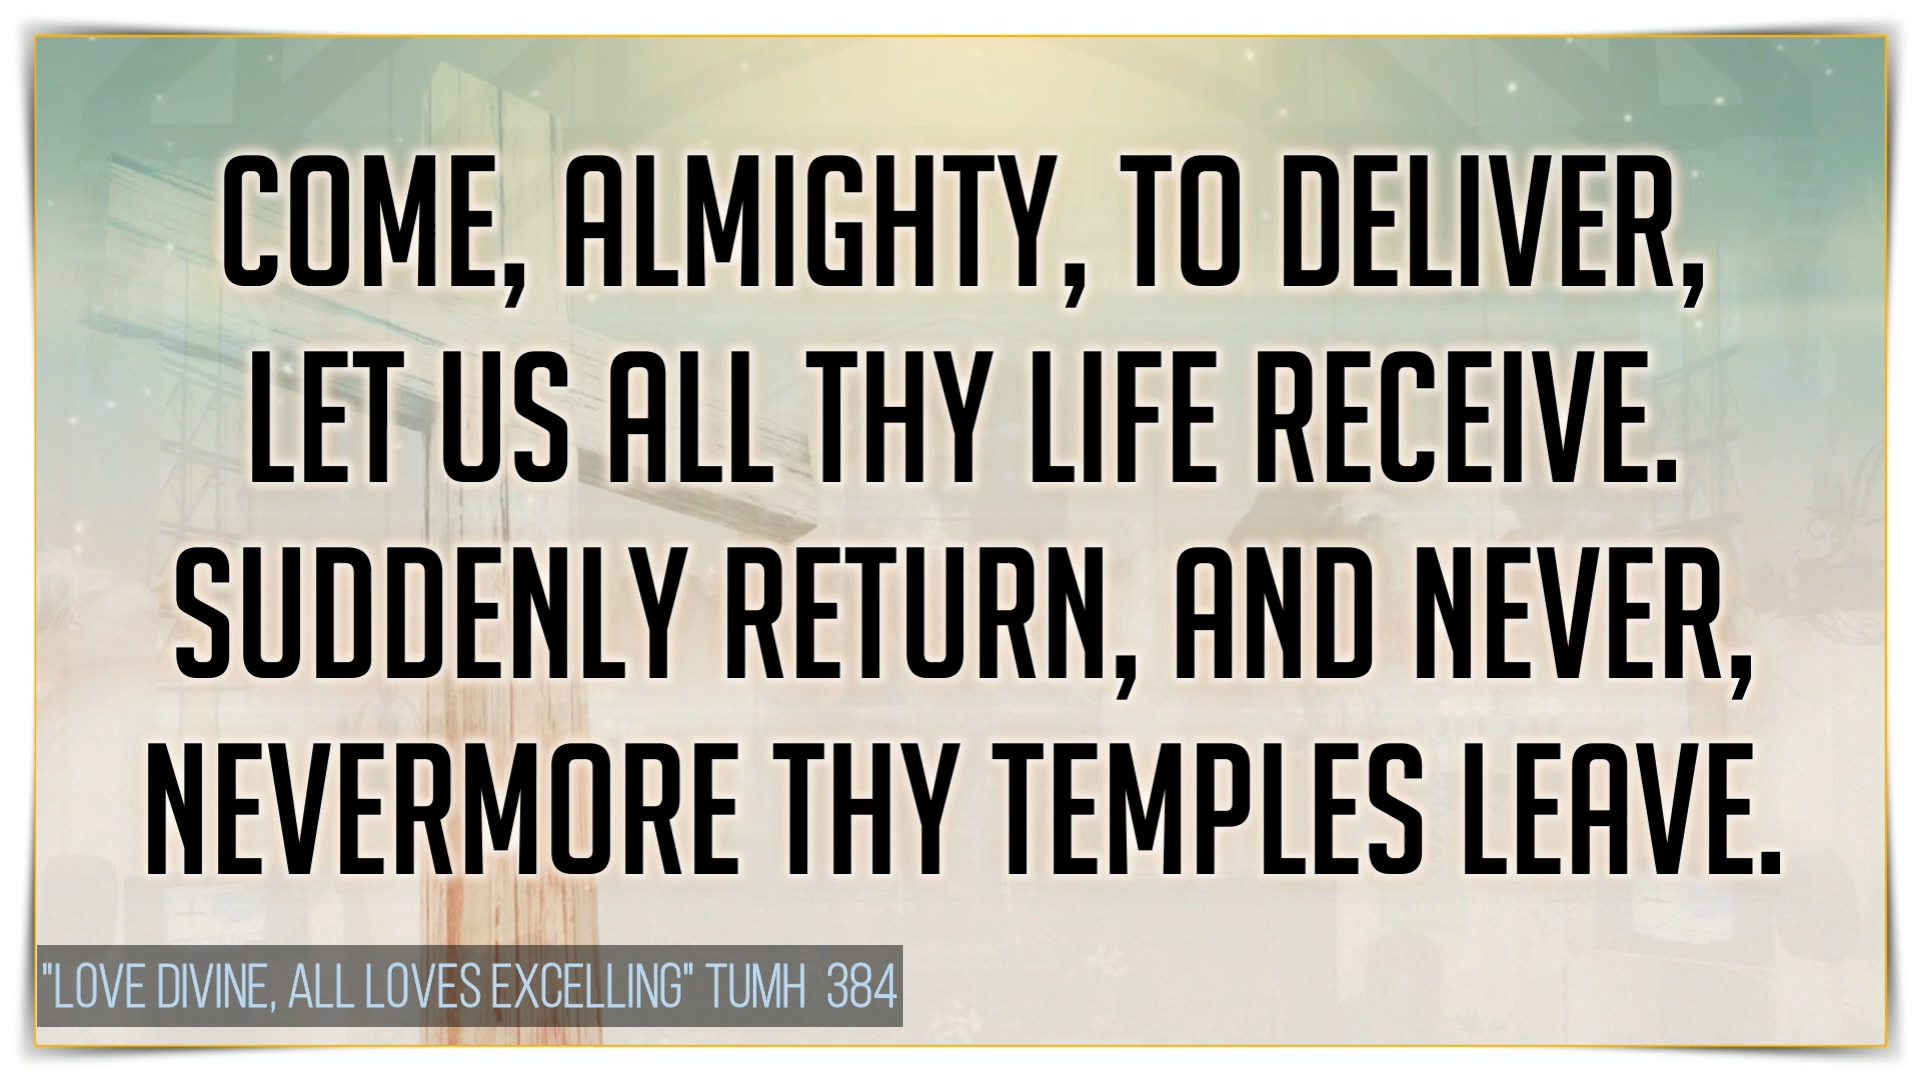 COME, ALMIGHTY, TO DELIVER,
LET US ALL THY LIFE RECEIVE.
SUDDENLY RETURN, AND NEVER,
NEVERMORE THY TEMPLES LEAVE.
"LOVE DIVINE, ALL LOVES EXCELLING" TUMH 384